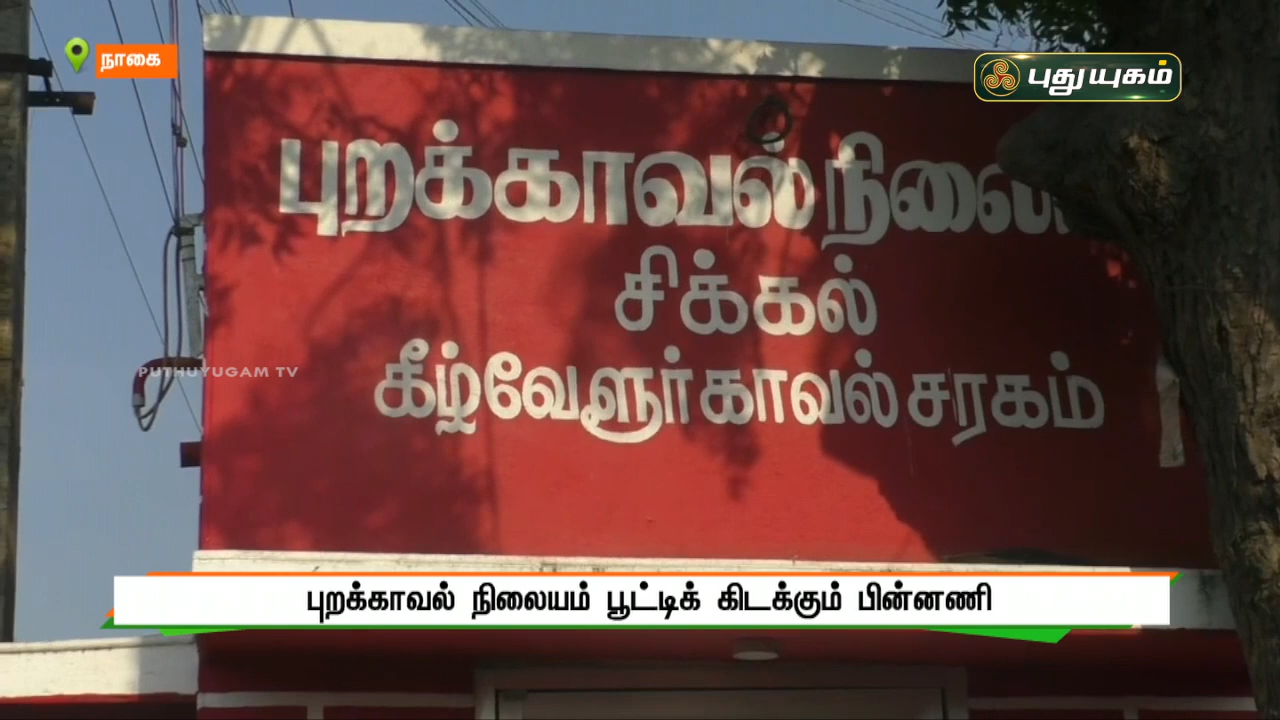 நாகை
புதுயுகம்
புறக்காவல்
சிக்கல்
கீழ்வேளூர் காவல் சரகம்
PUTHUYUGAM TV
புறக்காவல் நிலையம் பூட்டிக் கிடக்கும் பின்னணி